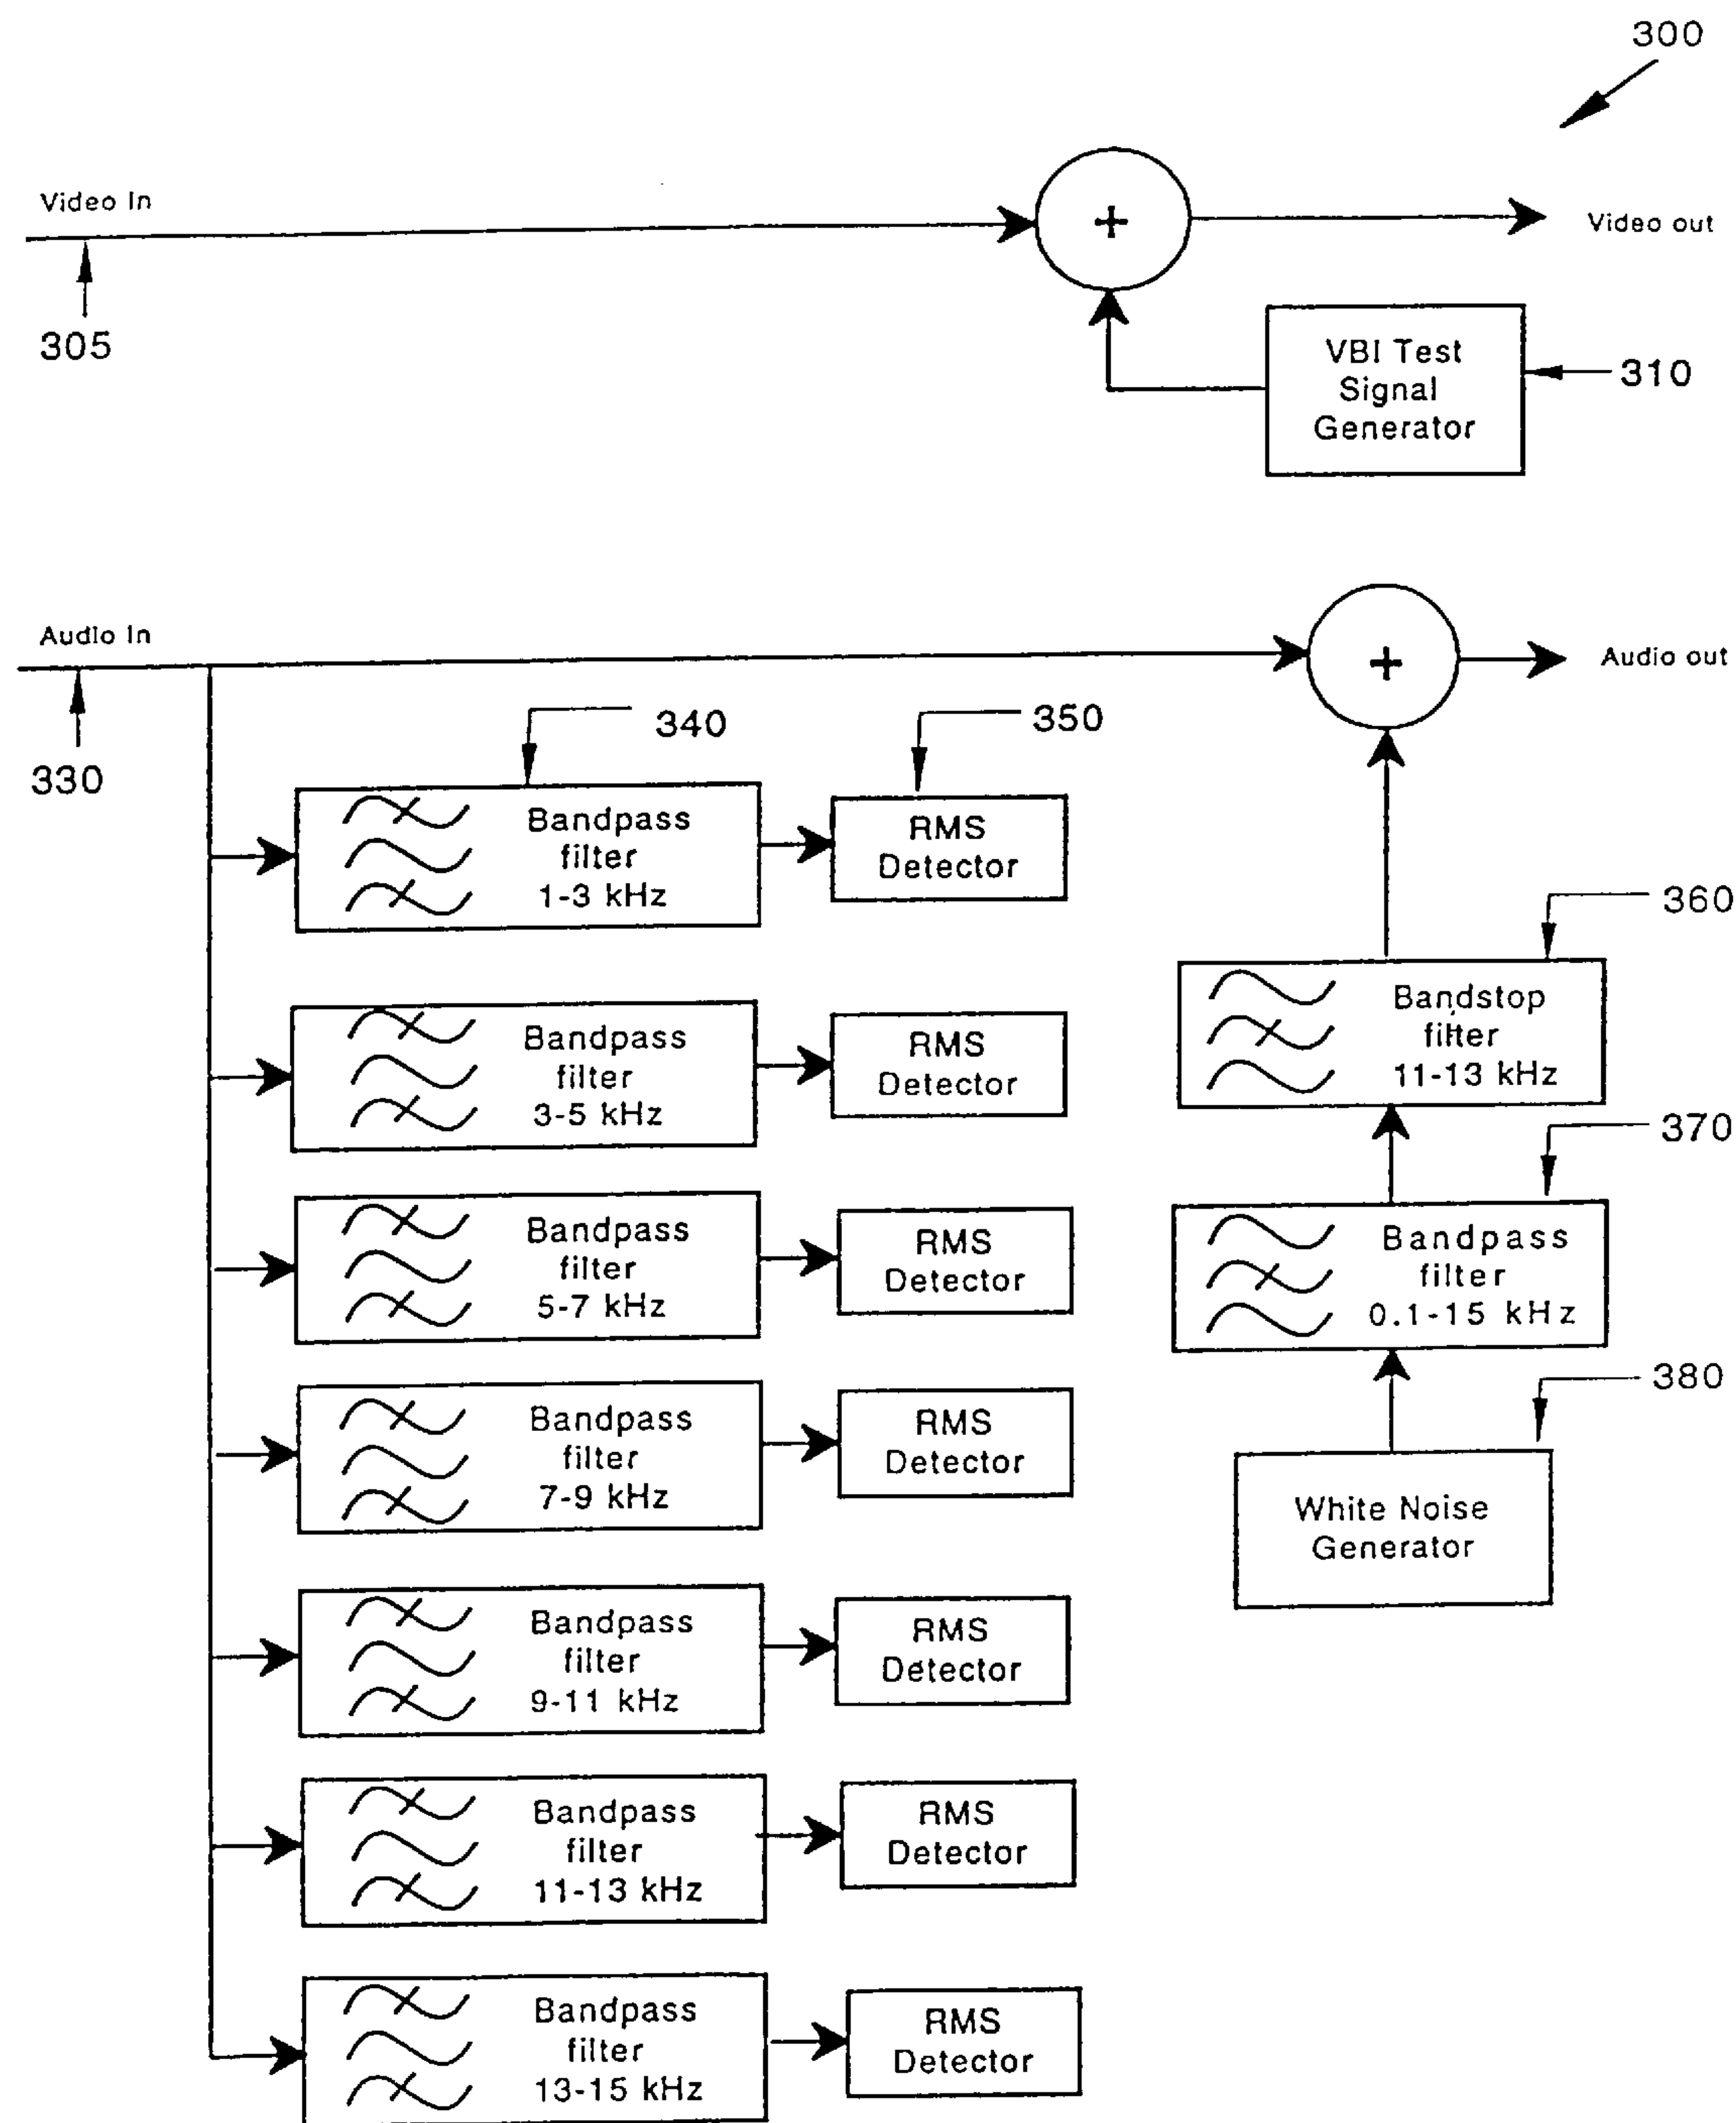 300
Video In
Video out
305
VBI Test
Signal
Generator
310
+
Audio In
Audio out
330
+
340
350
Bandpass
filter
1-3 kHz
RMS
Detector
360
Bandstop
filter
11-13 kHz
Bandpass
filter
3-5 kHz
RMS
Detector
370
Bandpass
filter
0.1-15 kHz
Bandpass
filter
5-7 kHz
RMS
Detector
380
White Noise
Generator
Bandpass
filter
7-9 kHz
RMS
Detector
Bandpass
filter
9-11 kHz
RMS
Detector
Bandpass
filter
11-13 kHz
RMS
Detector
Bandpass
filter
13-15 kHz
RMS
Detector